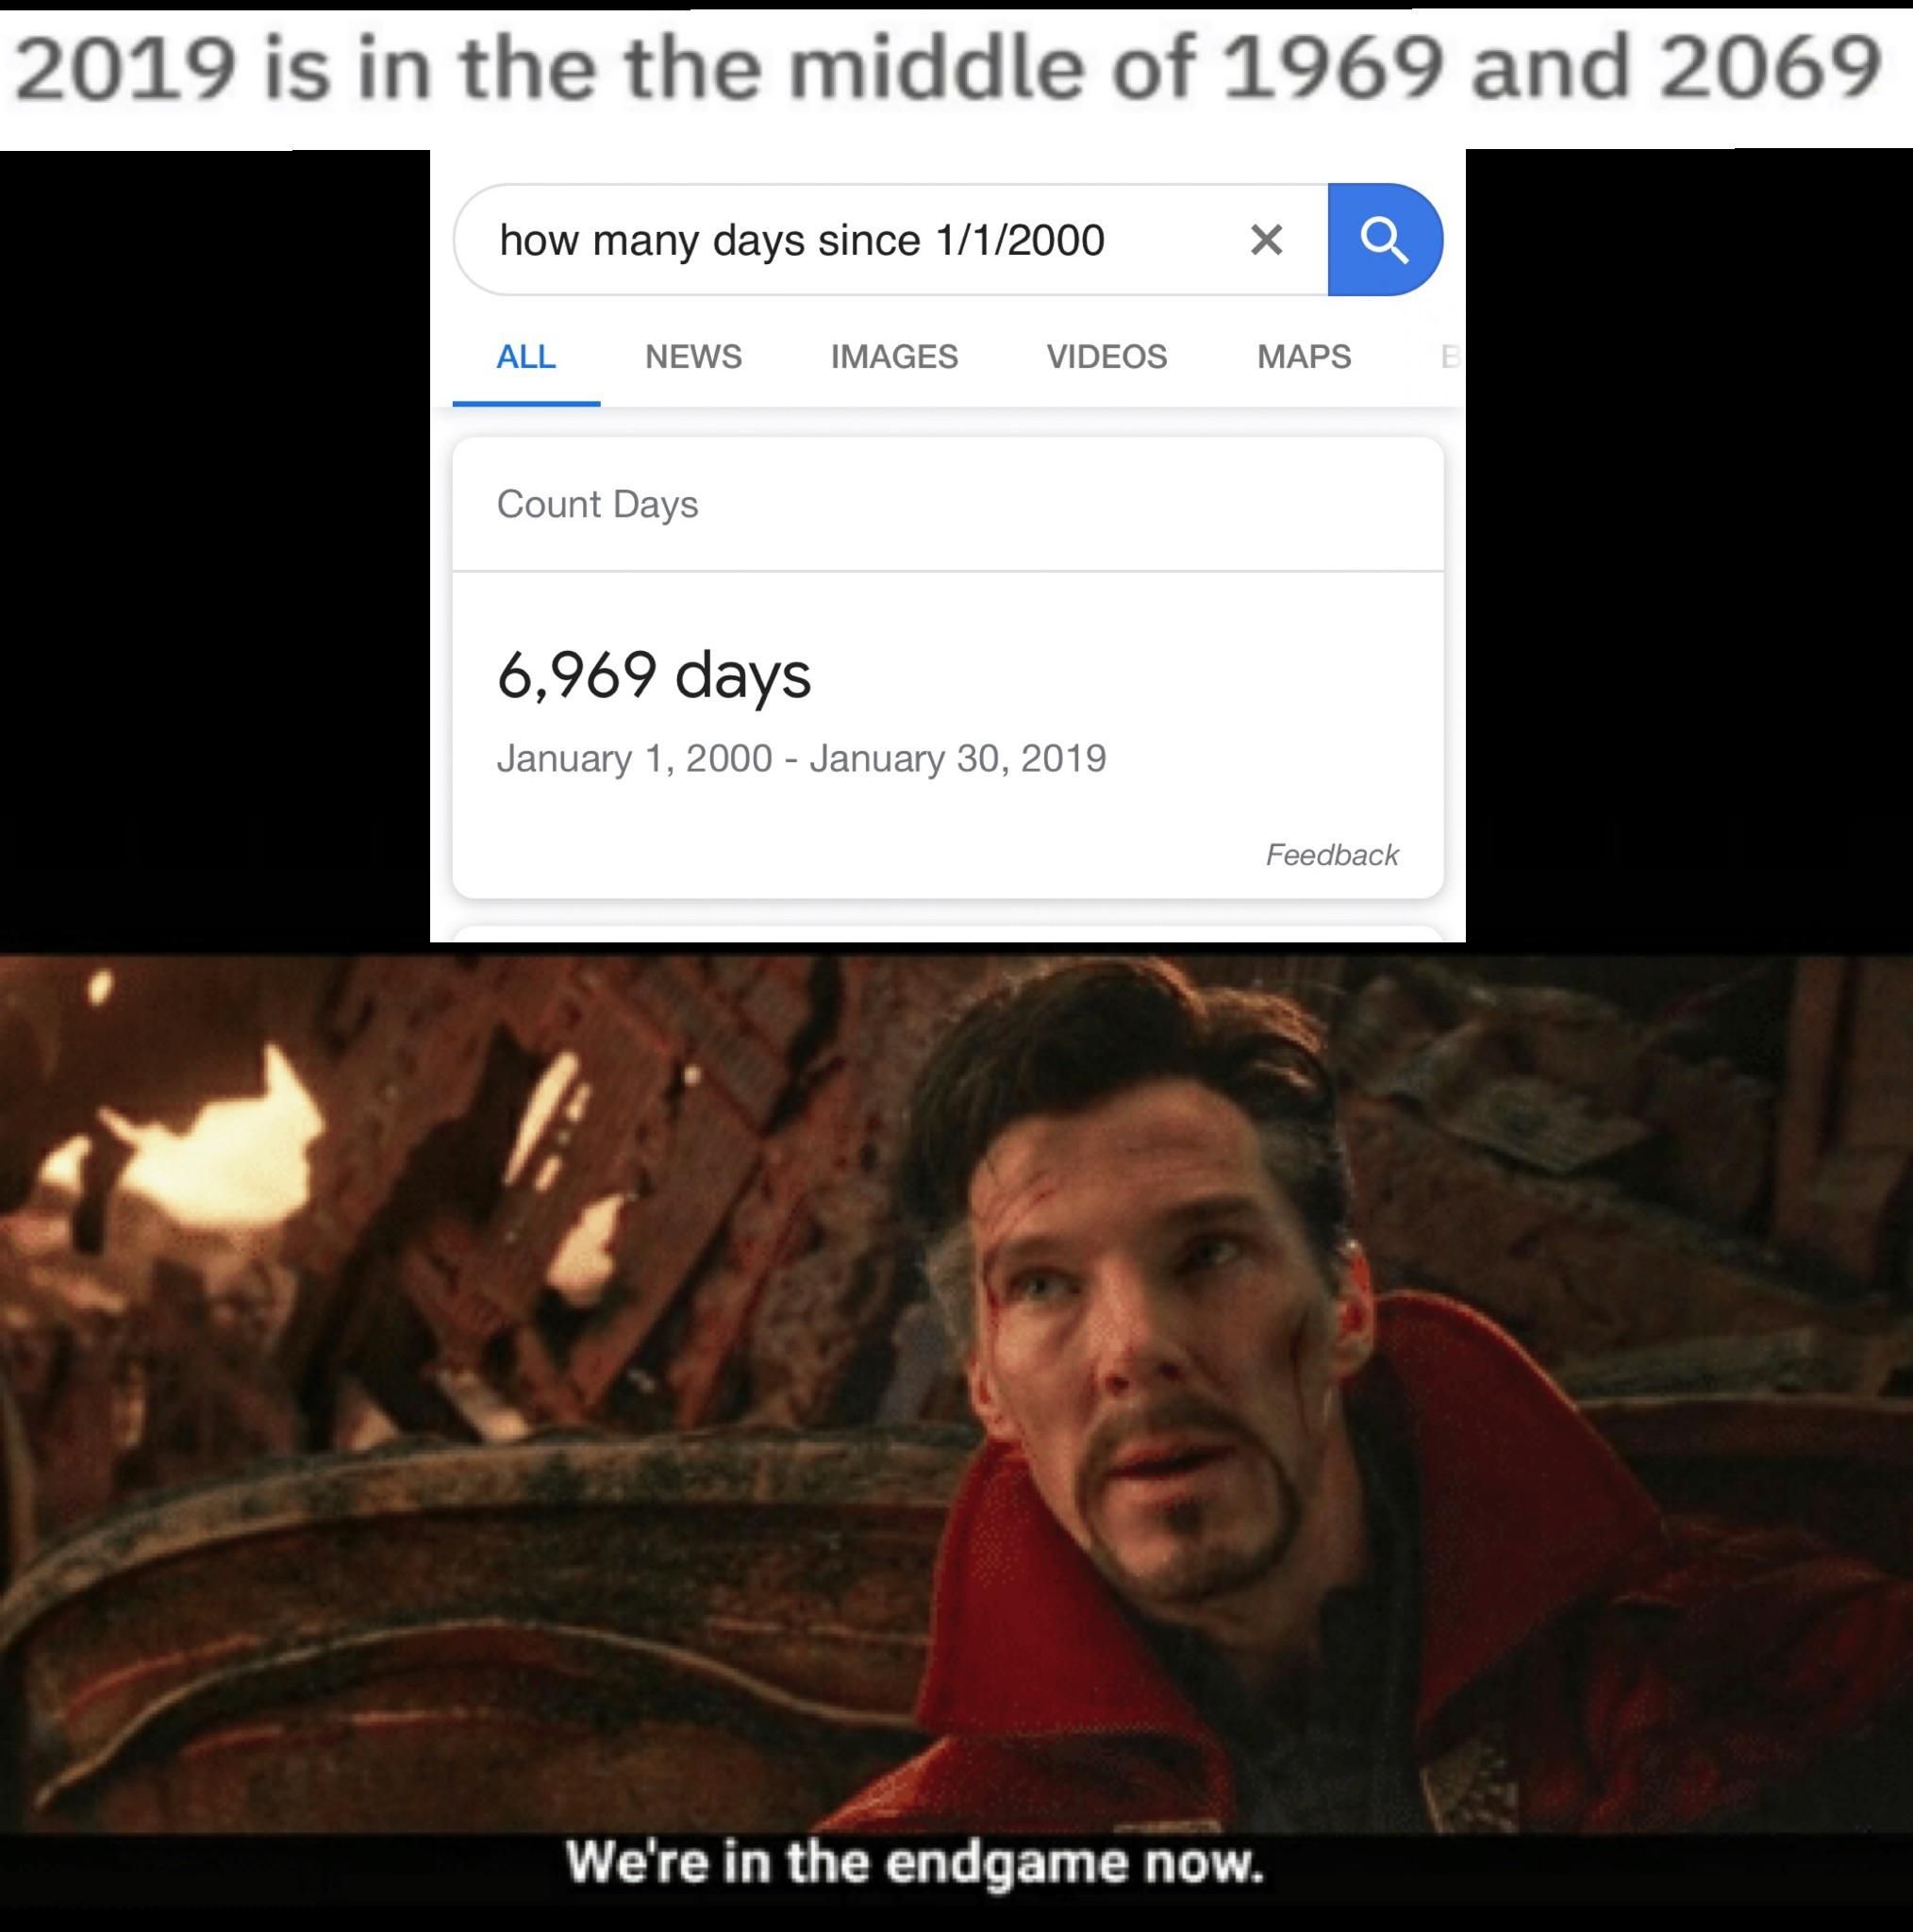 2019 is in the the middle of 1969 and 2069
how many days since 1/1/2000
ALL NEWS IMAGES VIDEOS MAPS B
Count Days
6,969 days
January 1, 2000 - January 30, 2019
Feedback
We're in the endgame now.